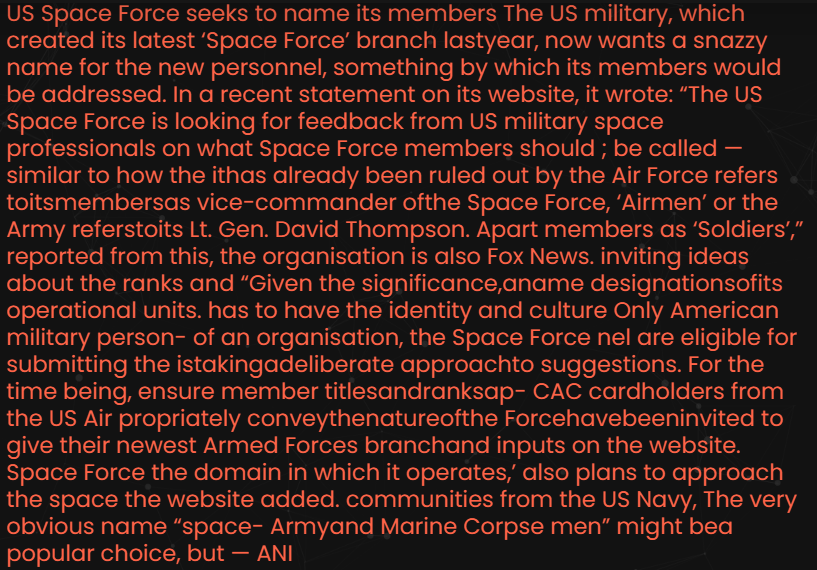 US Space Force seeks to name its members The US military, which
created its latest ‘Space Force’ branch lastyear, now wants a snazzy
name for the new personnel, something by which its members would
be addressed. In a recent statement on its website, it wrote: “The US
Space Force is looking for feedback from US military space
professionals on what Space Force members should ; be called —
similar to how the ithas already been ruled out by the Air Force refers
toitsmembersas vice-commander ofthe Space Force, ‘Airmen’ or the
Army referstoits Lt. Gen. David Thompson. Apart members as ‘Soldiers’,”
reported from this, the organisation is also Fox News. inviting ideas
about the ranks and “Given the significance,aname designationsofits
operational units. has to have the identity and culture Only American
military person- of an organisation, the Space Force nel are eligible for
submitting the istakingadeliberate approachto suggestions. For the
time being, ensure member titlesandranksap- CAC cardholders from
the US Air propriately conveythenatureofthe Forcehavebeeninvited to
give their newest Armed Forces branchand inputs on the website.
Space Force the domain in which it operates,’ also plans to approach
the space the website added. communities from the US Navy, The very
obvious name “space- Armyand Marine Corpse men” might bea
popular choice, but — ANI